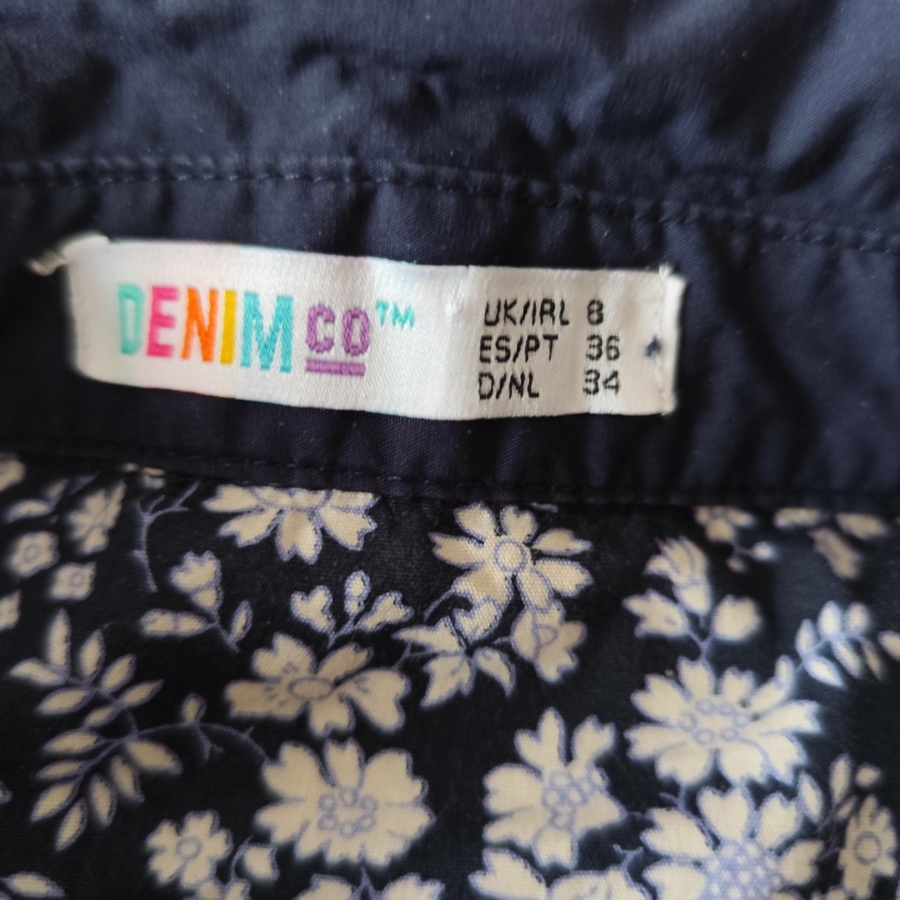 DENIM CO™
UK/IRL 8
ES/PT 36
D/NL 34